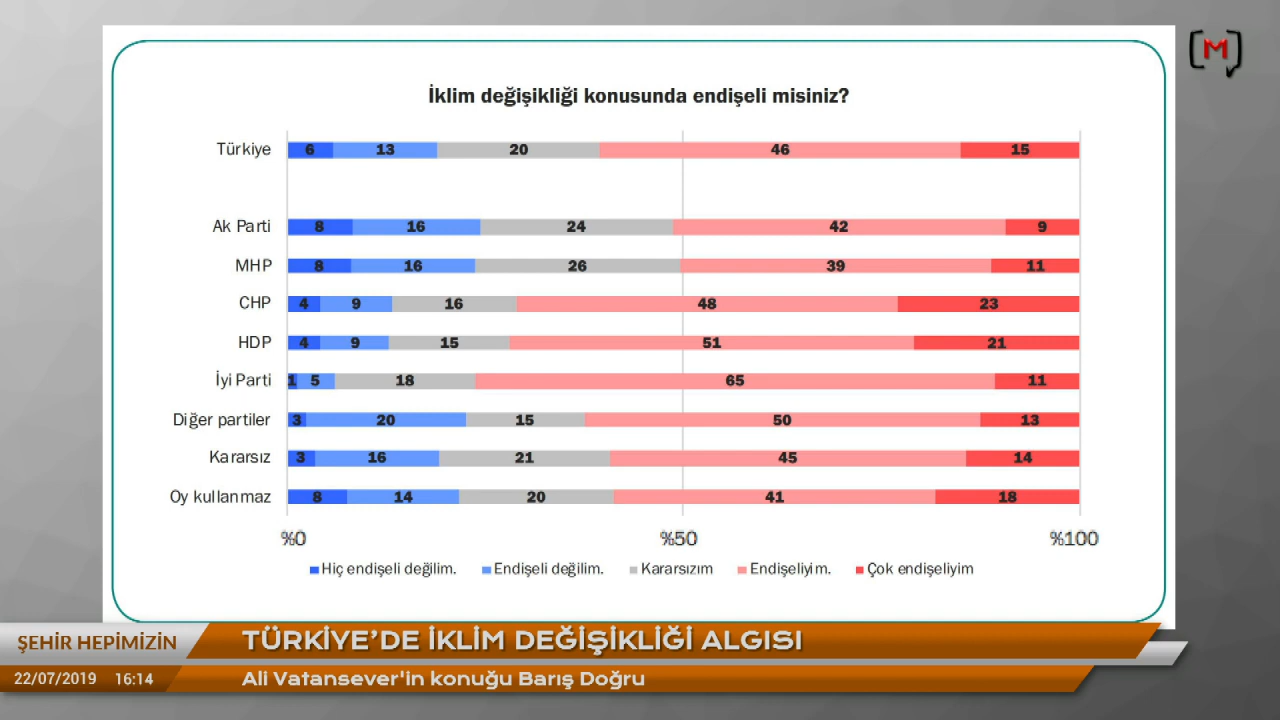 [M]
İklim değişikliği konusunda endişeli misiniz?
Türkiye 6 13 20 46 15
Ak Parti 8 16 24 42 9
MHP 8 16 26 39 11
CHP 4 9 16 48 23
HDP 4 9 15 51 21
İyi Parti 1 5 18 65 11
Diğer partiler 3 20 15 50 13
Kararsız 3 16 21 45 14
Oy kullanmaz 8 14 20 41 18
%0 %50 %100
Hiç endişeli değilim. Endişeli değilim. Kararsızım Endişeliyim. Çok endişeliyim
ŞEHİR HEPİMİZİN TÜRKİYE'DE İKLİM DEĞİŞİKLİĞİ ALGISI
22/07/2019 16:14 Ali Vatansever'in konuğu Barış Doğru